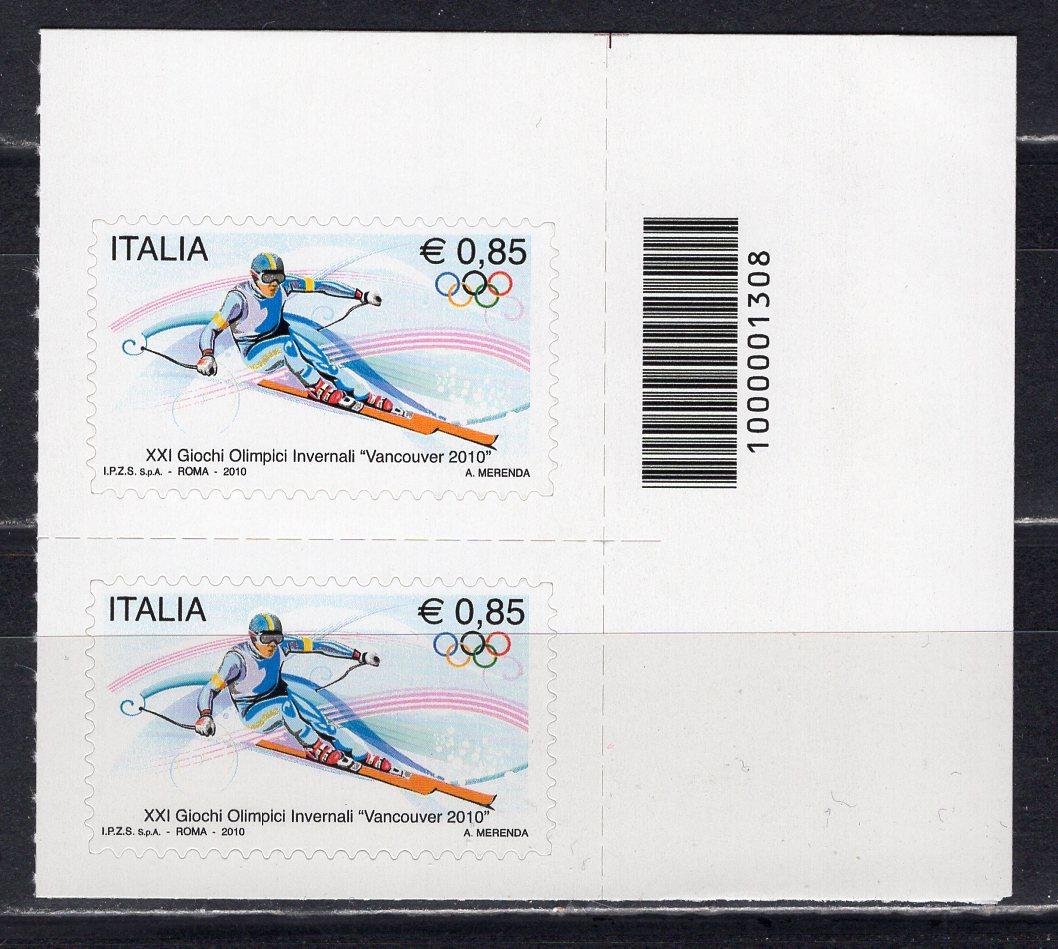 ITALIA
€ 0,85
XXI Giochi Olimpici Invernali “Vancouver 2010”
I.P.Z.S. S.p.A. - ROMA - 2010
A. MERENDA
1000001308
ITALIA
€ 0,85
XXI Giochi Olimpici Invernali “Vancouver 2010”
I.P.Z.S. S.p.A. - ROMA - 2010
A. MERENDA